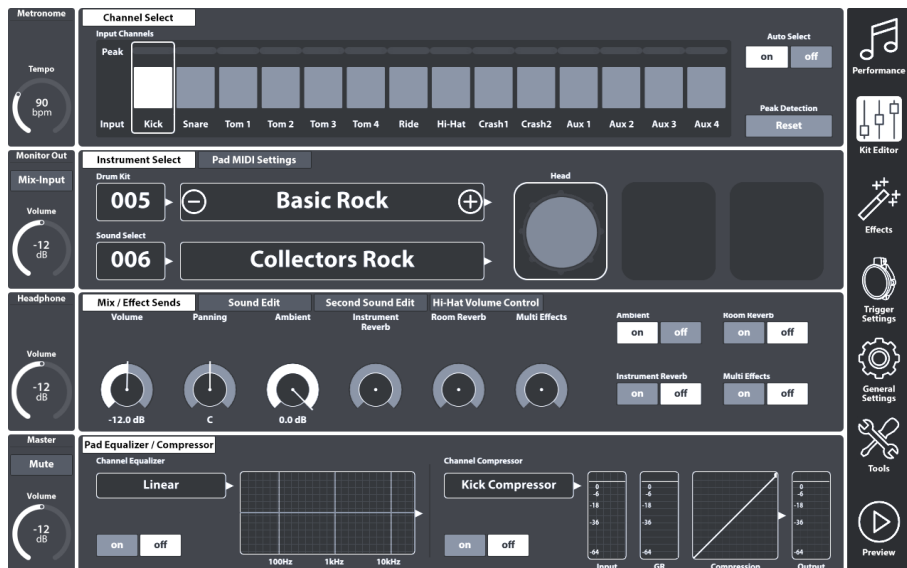 Metronome
Tempo
90
bpm
Monitor Out
Mix-Input
Volume
-12
dB
Headphone
Volume
-12
dB
Master
Mute
Volume
-12
dB
Channel Select
Input Channels
Peak
Input Kick Snare Tom 1 Tom 2 Tom 3 Tom 4 Ride Hi-Hat Crash1 Crash2 Aux 1 Aux 2 Aux 3 Aux 4
Auto Select
on off
Peak Detection
Reset
Instrument Select Pad MIDI Settings
Drum Kit
005 Basic Rock
Sound Select
006 Collectors Rock
Head
Mix / Effect Sends Sound Edit Second Sound Edit Hi-Hat Volume Control
Volume Panning Ambient Instrument Reverb Room Reverb Multi Effects
-12.0 dB C 0.0 dB
Ambient Room Reverb
on off on off
Instrument Reverb Multi Effects
on off on off
Pad Equalizer / Compressor
Channel Equalizer
Linear
on off
100Hz 1kHz 10kHz
Channel Compressor
Kick Compressor
on off
0 0 0
-6 -6 -6
-18 -18 -18
-36 -36 -36
-64 -64 -64
Input GR Compression Output
Performance
Kit Editor
Effects
Trigger
Settings
General
Settings
Tools
Preview